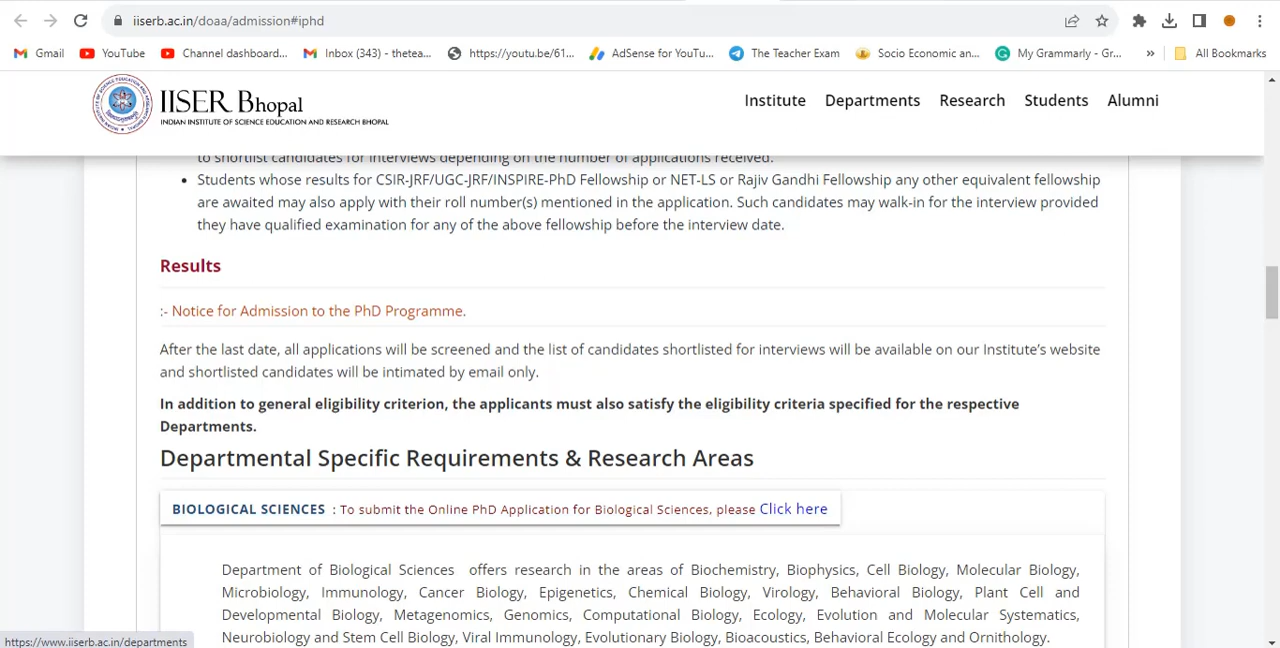 iiserb.ac.in/doaa/admission#iphd
Gmail YouTube Channel dashboard... Inbox (343) - thetea... https://youtu.be/61... AdSense for YouTu... The Teacher Exam Socio Economic an... My Grammarly - Gr... » All Bookmarks
IISER Bhopal
INDIAN INSTITUTE OF SCIENCE EDUCATION AND RESEARCH BHOPAL
Institute Departments Research Students Alumni
to shortlist candidates for interviews depending on the number of applications received.
• Students whose results for CSIR-JRF/UGC-JRF/INSPIRE-PhD Fellowship or NET-LS or Rajiv Gandhi Fellowship any other equivalent fellowship
are awaited may also apply with their roll number(s) mentioned in the application. Such candidates may walk-in for the interview provided
they have qualified examination for any of the above fellowship before the interview date.
Results
:- Notice for Admission to the PhD Programme.
After the last date, all applications will be screened and the list of candidates shortlisted for interviews will be available on our Institute's website
and shortlisted candidates will be intimated by email only.
In addition to general eligibility criterion, the applicants must also satisfy the eligibility criteria specified for the respective
Departments.
Departmental Specific Requirements & Research Areas
BIOLOGICAL SCIENCES : To submit the Online PhD Application for Biological Sciences, please Click here
Department of Biological Sciences offers research in the areas of Biochemistry, Biophysics, Cell Biology, Molecular Biology,
Microbiology, Immunology, Cancer Biology, Epigenetics, Chemical Biology, Virology, Behavioral Biology, Plant Cell and
Developmental Biology, Metagenomics, Genomics, Computational Biology, Ecology, Evolution and Molecular Systematics,
Neurobiology and Stem Cell Biology, Viral Immunology, Evolutionary Biology, Bioacoustics, Behavioral Ecology and Ornithology.
https://www.iiserb.ac.in/departments